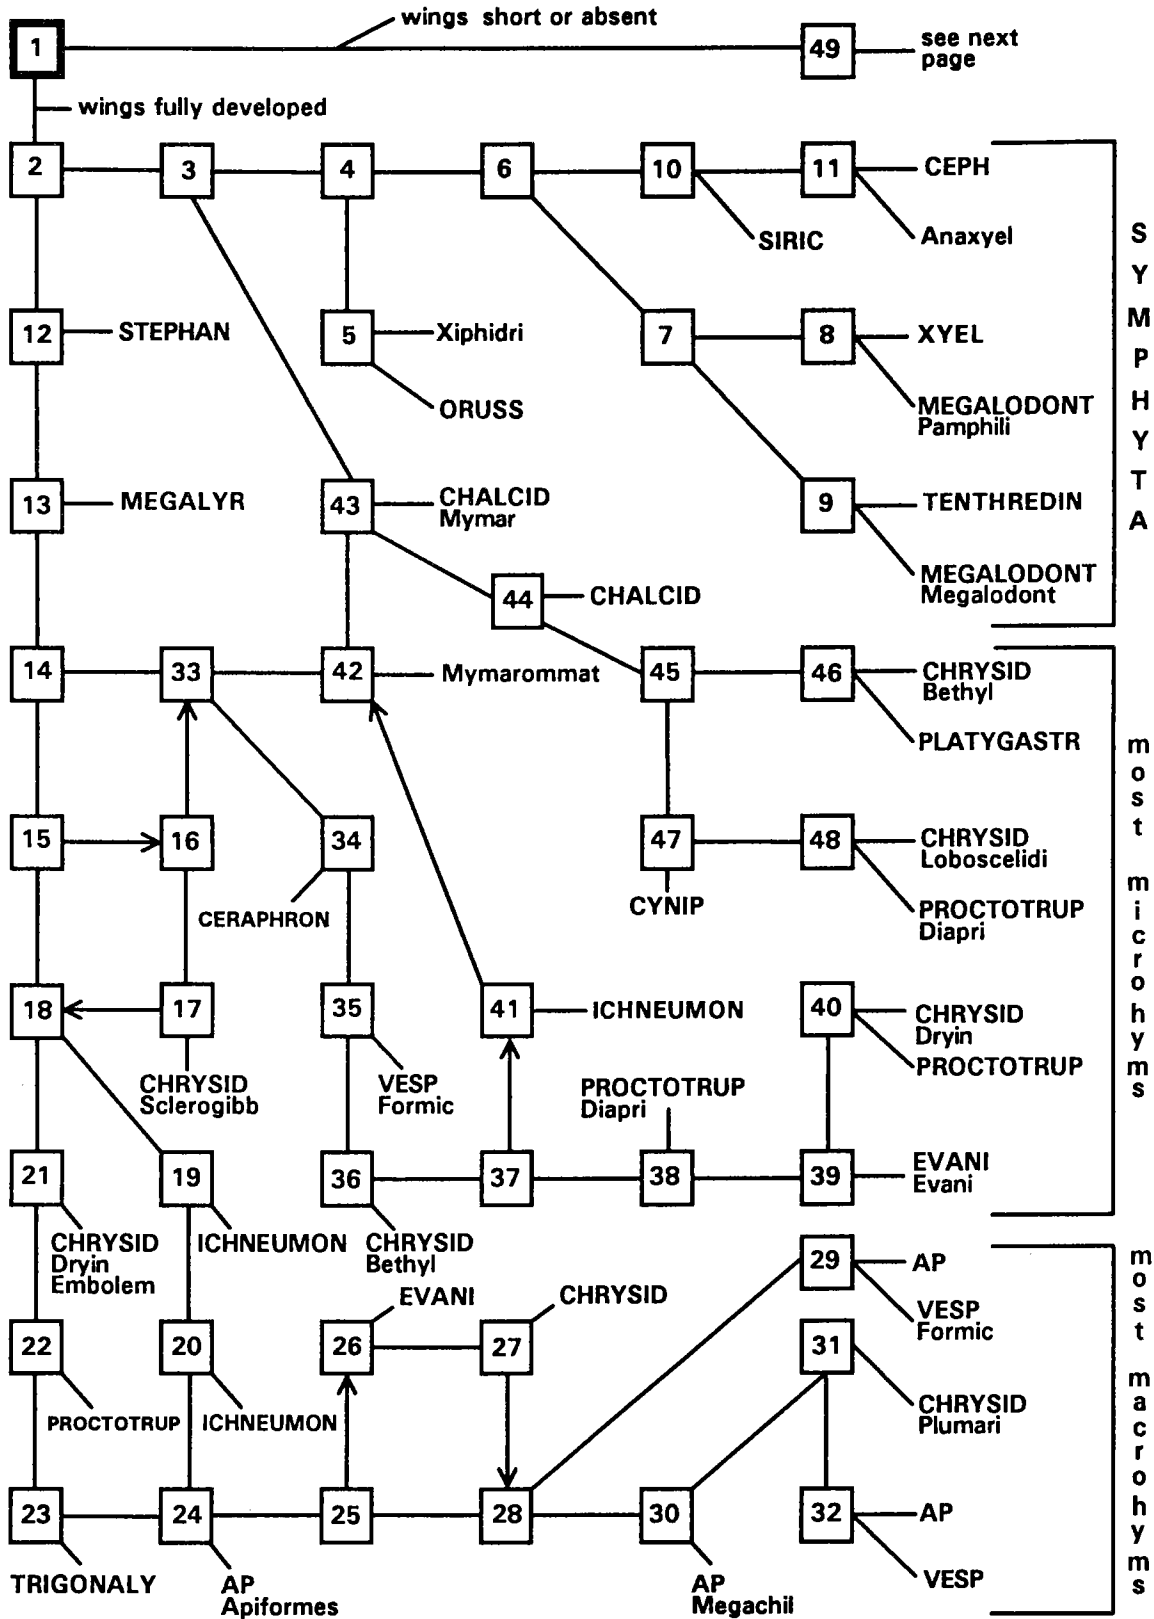 wings short or absent
1
49
see next
page
wings fully developed
2
3
4
6
10
11
CEPH
SIRIC
Anaxyel
12
STEPHAN
5
Xiphidri
7
8
XYEL
ORUSS
MEGALODONT
Pamphili
13
MEGALYR
43
CHALCID
Mymar
9
TENTHREDIN
44
CHALCID
MEGALODONT
Megalodont
SYMPHYTA
14
33
42
Mymarommat
45
46
CHRYSID
Bethyl
PLATYGASTR
15
16
34
47
48
CHRYSID
Loboscelidi
CERAPHRON
CYNIP
PROCTOTRUP
Diapri
18
17
35
41
ICHNEUMON
40
CHRYSID
Dryin
PROCTOTRUP
CHRYSID
Sclerogibb
VESP
Formic
PROCTOTRUP
Diapri
21
19
36
37
38
39
EVANI
Evani
most microhyms
CHRYSID
Dryin
Embolem
ICHNEUMON
CHRYSID
Bethyl
29
AP
EVANI
CHRYSID
VESP
Formic
22
20
26
27
31
PROCTOTRUP
ICHNEUMON
CHRYSID
Plumari
23
24
25
28
30
32
AP
TRIGONALY
AP
Apiformes
AP
Megachil
VESP
most macrohyms